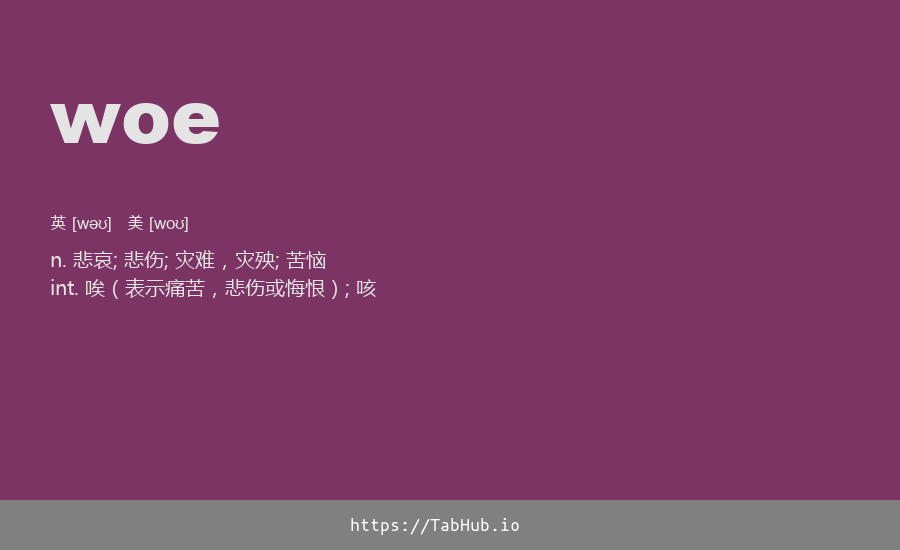 woe
英 [wəʊ] 美 [woʊ]
n. 悲哀; 悲伤; 灾难，灾殃; 苦恼
int. 唉（表示痛苦，悲伤或悔恨）; 咳
https://TabHub.io